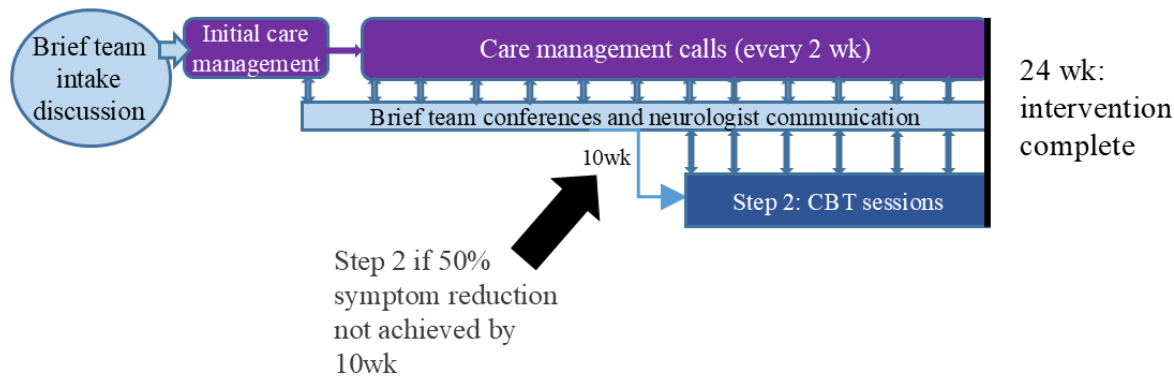 Brief team
intake
discussion
Initial care
management
Care management calls (every 2 wk)
24 wk:
intervention
complete
Brief team conferences and neurologist communication
10wk
Step 2: CBT sessions
Step 2 if 50%
symptom reduction
not achieved by
10wk